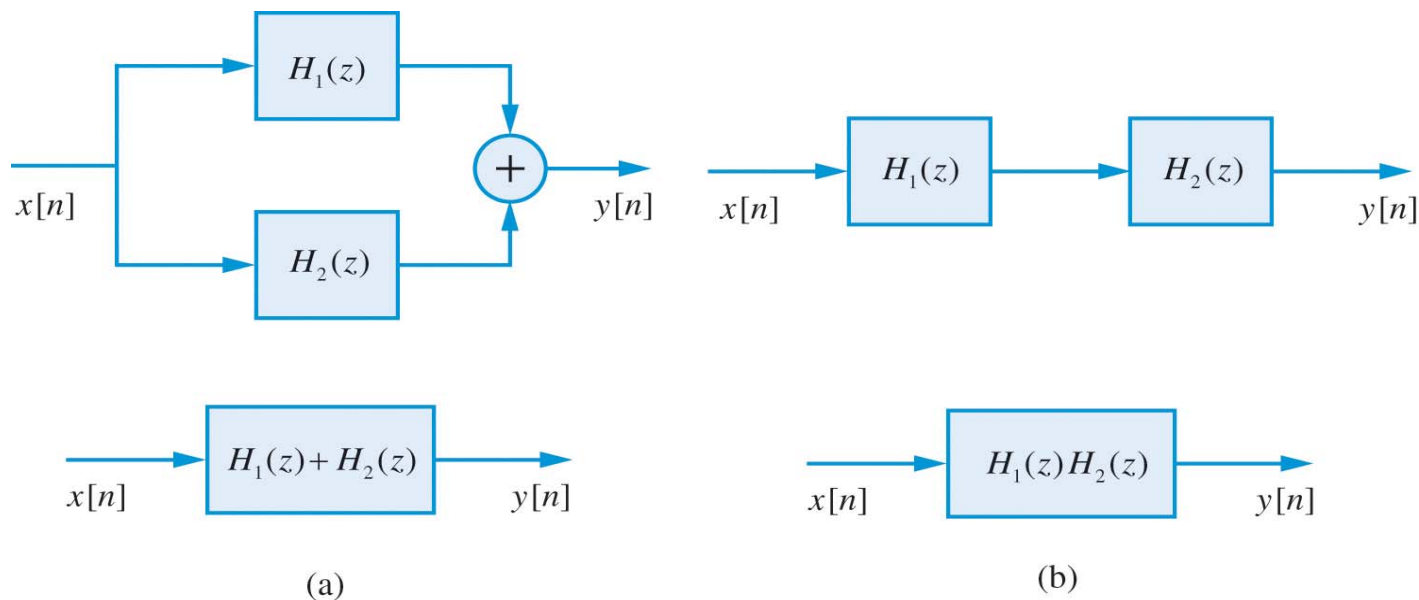 H₁(z)
x[n]
+
y[n]
H₂(z)
H₁(z) + H₂(z)
x[n]
y[n]
(a)
H₁(z)
H₂(z)
x[n]
y[n]
H₁(z)H₂(z)
x[n]
y[n]
(b)